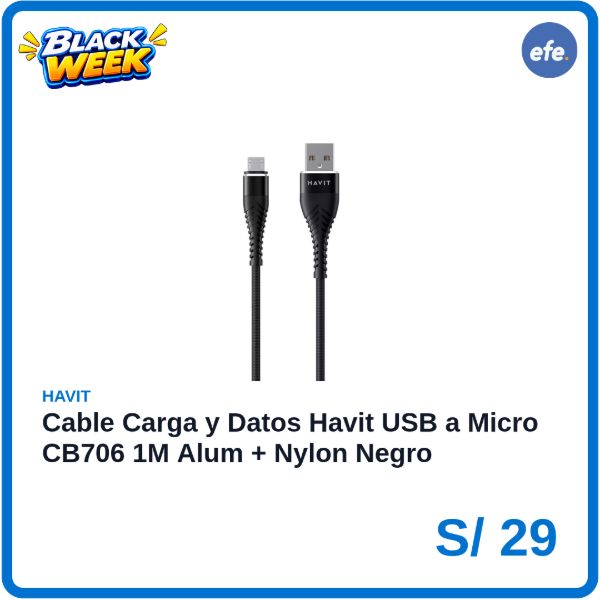 BLACK
WEEK
efe.
HAVIT
HAVIT
Cable Carga y Datos Havit USB a Micro
CB706 1M Alum + Nylon Negro
S/ 29